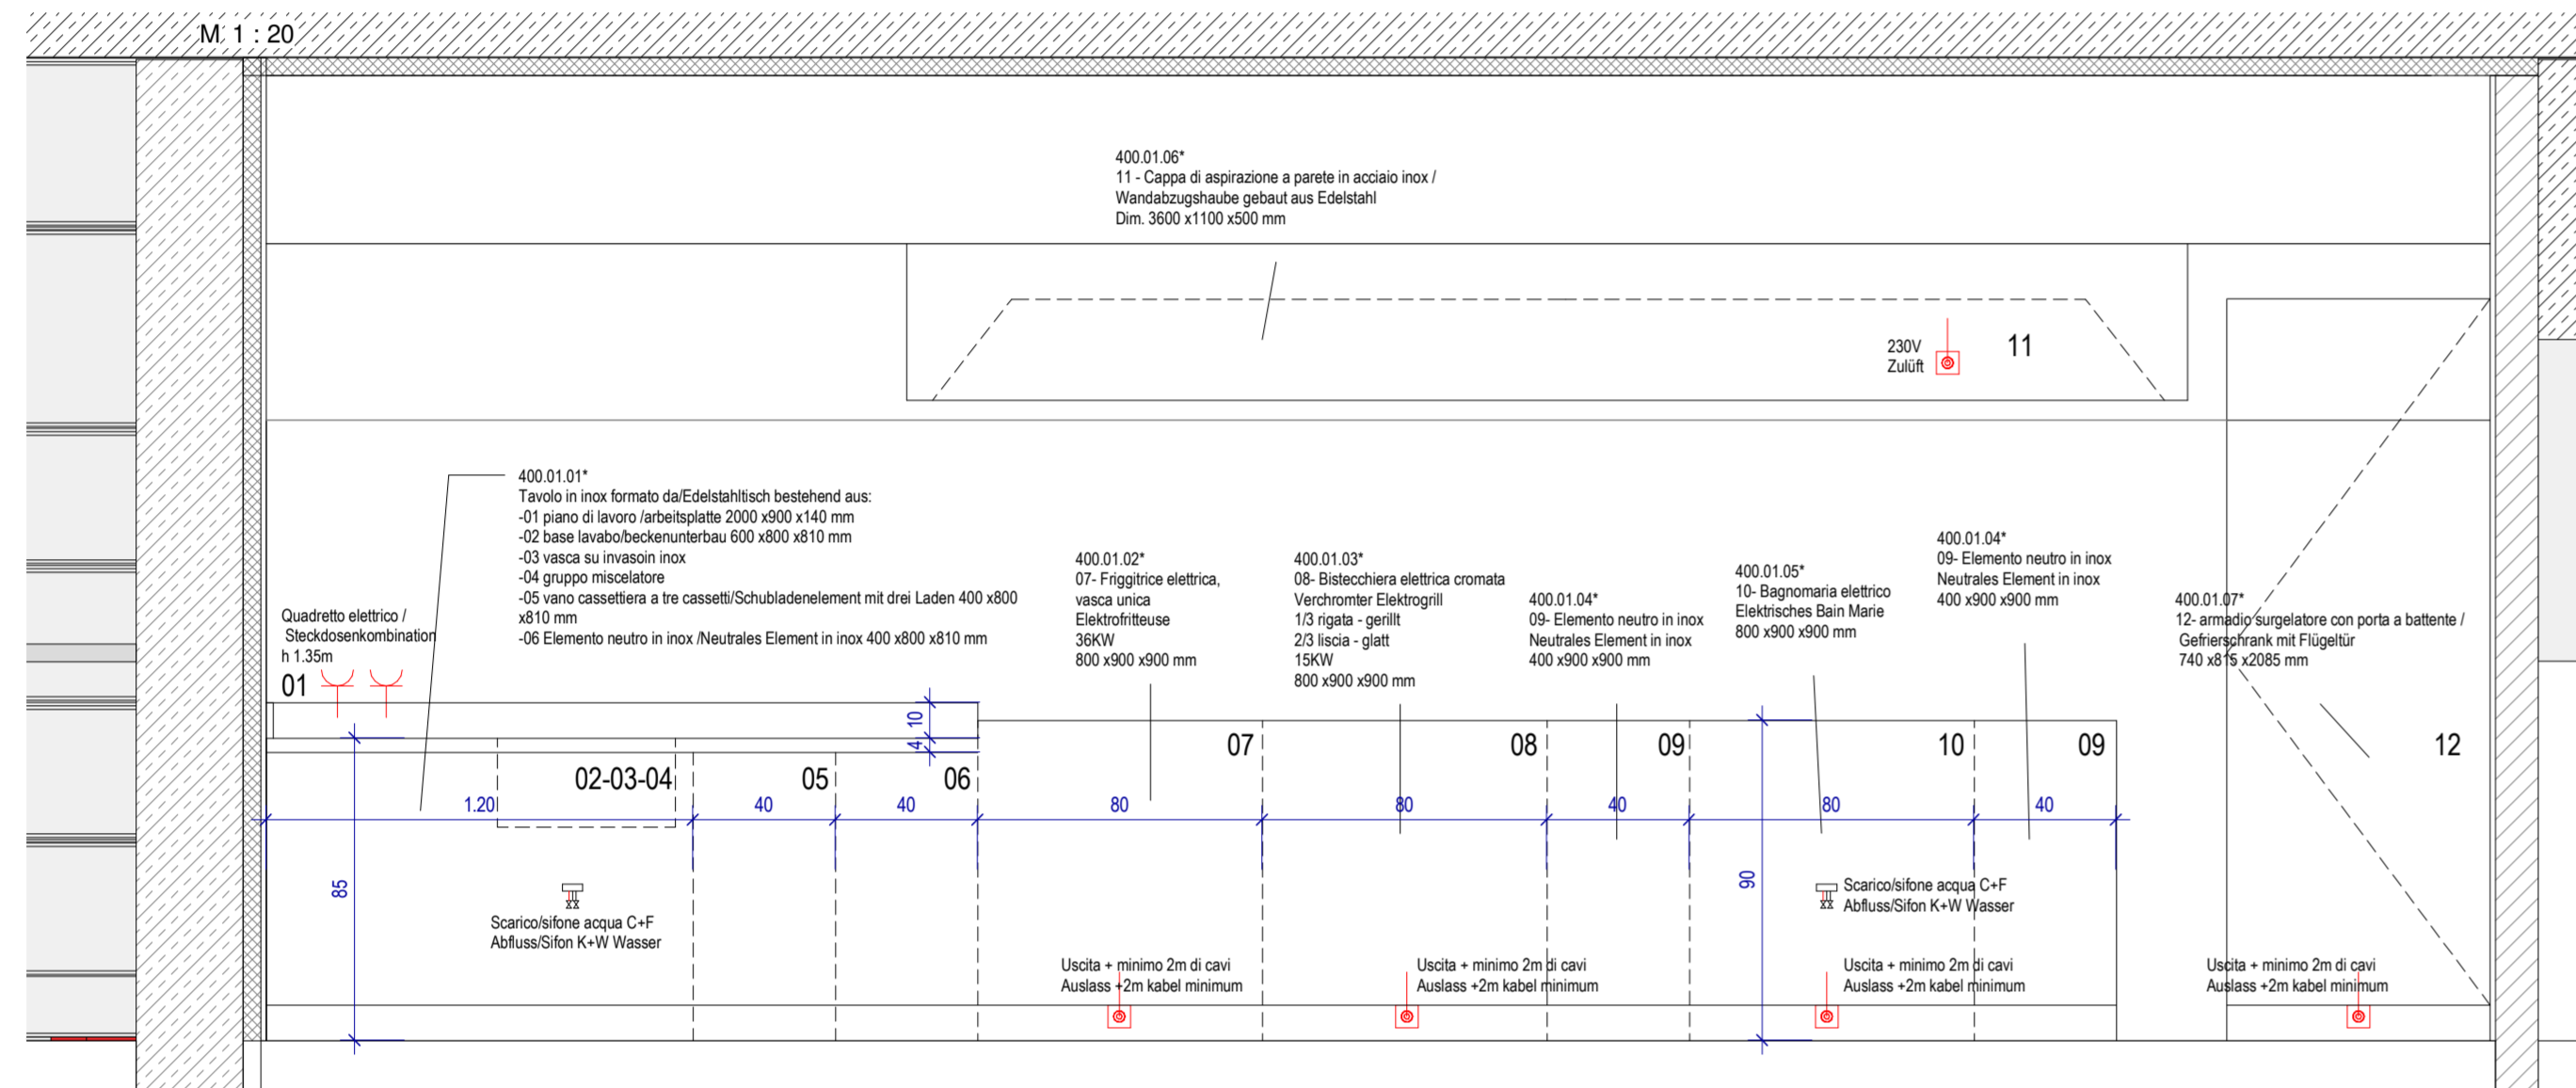 M 1 : 20
400.01.06*
11 - Cappa di aspirazione a parete in acciaio inox /
Wandabzugshaube gebaut aus Edelstahl
Dim. 3600 x1100 x500 mm
230V
Zulüft
11
400.01.01*
Tavolo in inox formato da/Edelstahltisch bestehend aus:
-01 piano di lavoro /arbeitsplatte 2000 x900 x140 mm
-02 base lavabo/beckenunterbau 600 x800 x810 mm
-03 vasca su invasoin inox
-04 gruppo miscelatore
-05 vano cassettiera a tre cassetti/Schubladenelement mit drei Laden 400 x800
x810 mm
-06 Elemento neutro in inox /Neutrales Element in inox 400 x800 x810 mm
Quadretto elettrico /
Steckdosenkombination
h 1.35m
01
400.01.02*
07- Friggitrice elettrica,
vasca unica
Elektrofritteuse
36KW
800 x900 x900 mm
400.01.03*
08- Bistecchiera elettrica cromata
Verchromter Elektrogrill
1/3 rigata - gerillt
2/3 liscia - glatt
15KW
800 x900 x900 mm
400.01.04*
09- Elemento neutro in inox
Neutrales Element in inox
400 x900 x900 mm
400.01.05*
10- Bagnomaria elettrico
Elektrisches Bain Marie
800 x900 x900 mm
400.01.04*
09- Elemento neutro in inox
Neutrales Element in inox
400 x900 x900 mm
400.01.07*
12- armadio surgelatore con porta a battente /
Gefrierschrank mit Flügeltür
740 x815 x2085 mm
10
4
07
08
09
10
09
12
02-03-04
05
06
1.20
40
40
80
80
40
80
40
85
90
Scarico/sifone acqua C+F
Abfluss/Sifon K+W Wasser
Scarico/sifone acqua C+F
Abfluss/Sifon K+W Wasser
Uscita + minimo 2m di cavi
Auslass +2m kabel minimum
Uscita + minimo 2m di cavi
Auslass +2m kabel minimum
Uscita + minimo 2m di cavi
Auslass +2m kabel minimum
Uscita + minimo 2m di cavi
Auslass +2m kabel minimum